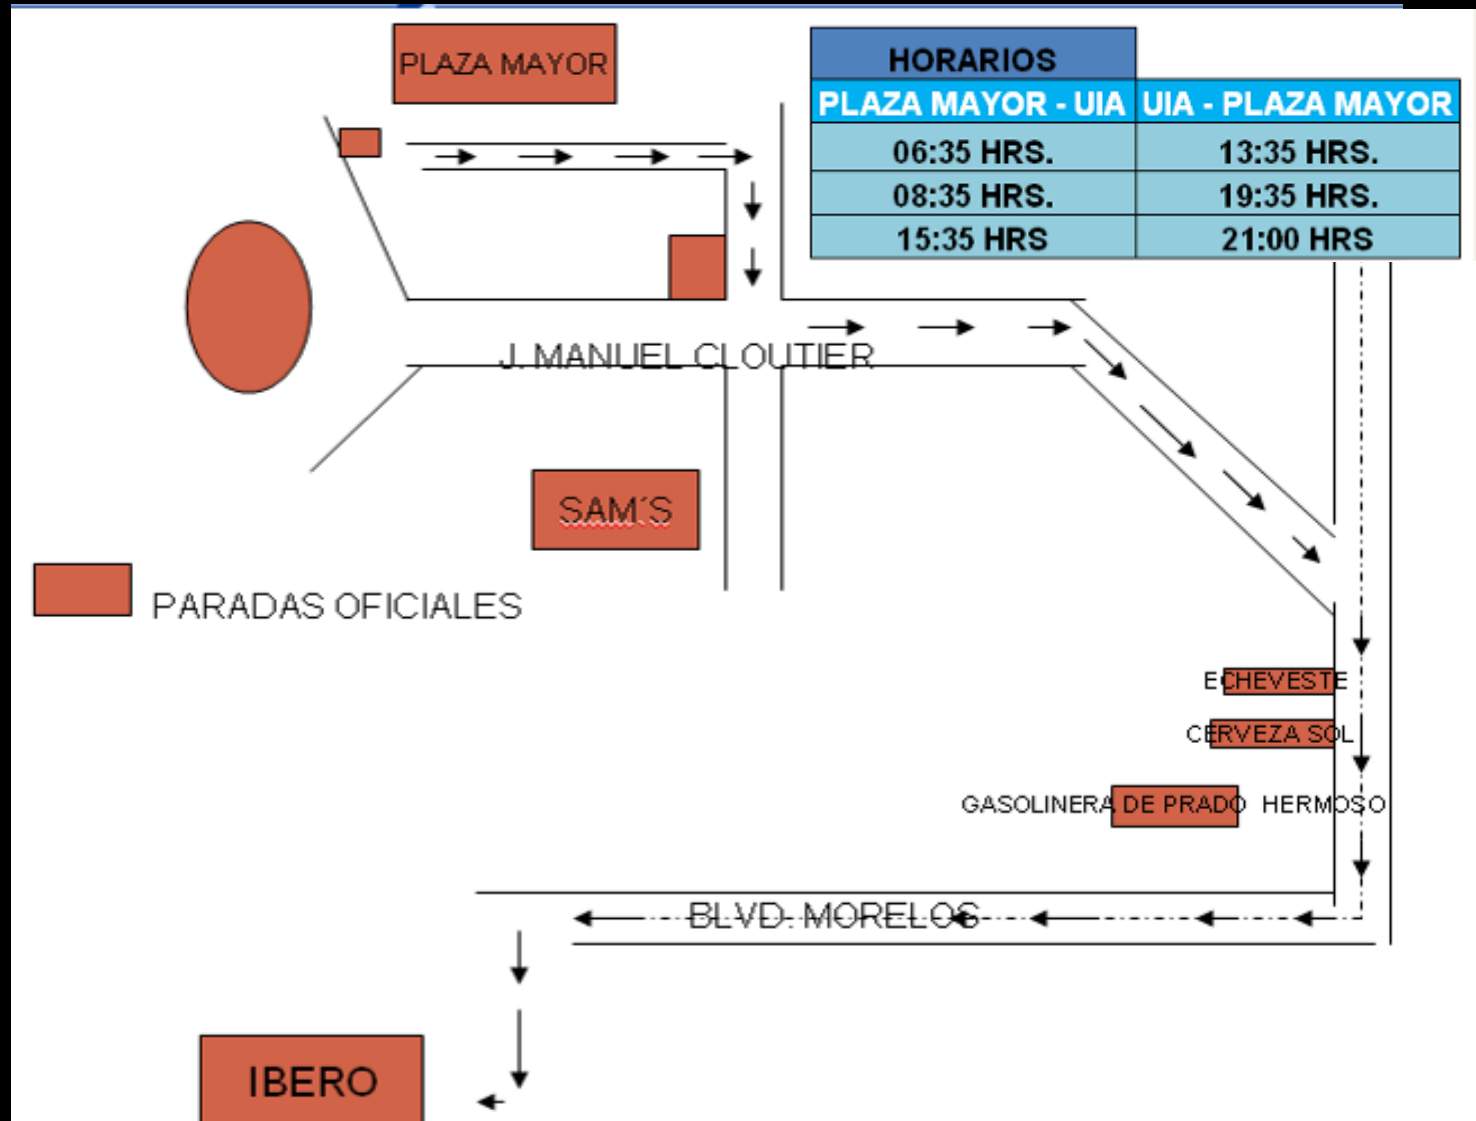 PLAZA MAYOR
HORARIOS
PLAZA MAYOR - UIA UIA - PLAZA MAYOR
06:35 HRS. 13:35 HRS.
08:35 HRS. 19:35 HRS.
15:35 HRS 21:00 HRS
J. MANUEL CLOUTIER
SAM´S
PARADAS OFICIALES
ECHEVESTE
CERVEZA SOL
GASOLINERA DE PRADO HERMOSO
BLVD. MORELOS
IBERO